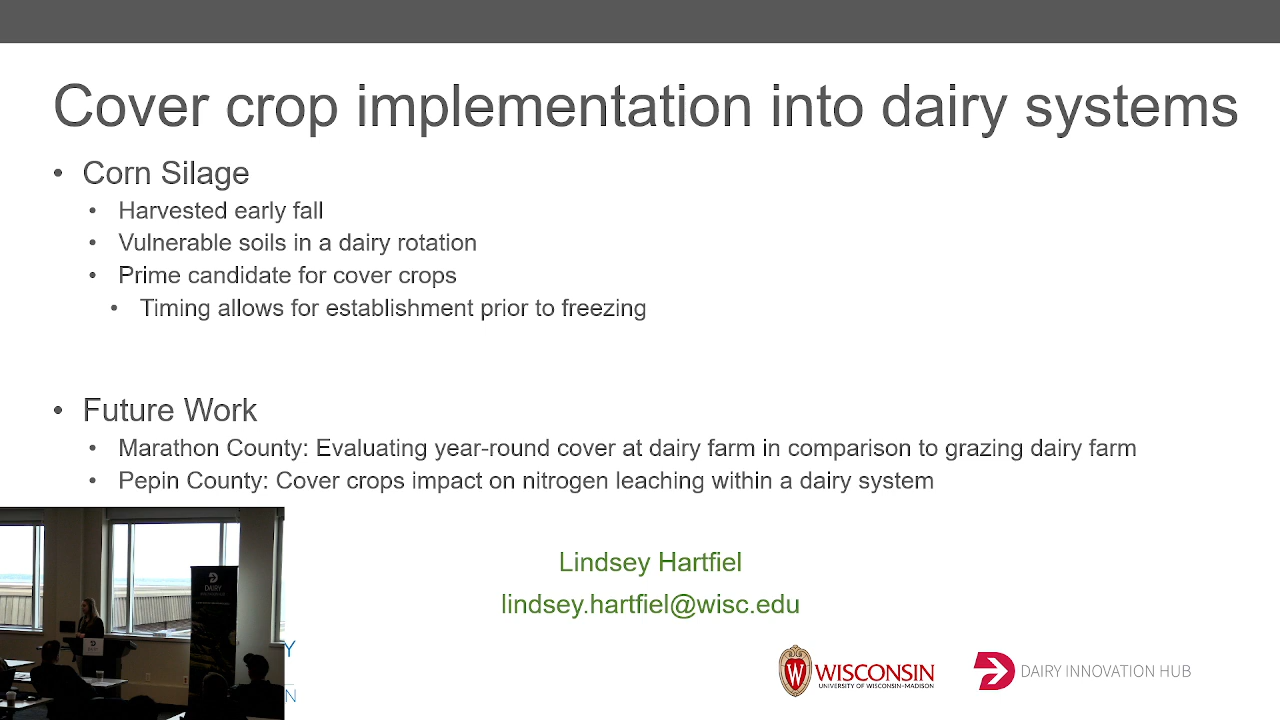 Cover crop implementation into dairy systems
• Corn Silage
• Harvested early fall
• Vulnerable soils in a dairy rotation
• Prime candidate for cover crops
• Timing allows for establishment prior to freezing
• Future Work
• Marathon County: Evaluating year-round cover at dairy farm in comparison to grazing dairy farm
• Pepin County: Cover crops impact on nitrogen leaching within a dairy system
Lindsey Hartfiel
lindsey.hartfiel@wisc.edu
DAIRY
Y
N
WISCONSIN
UNIVERSITY OF WISCONSIN–MADISON
DAIRY INNOVATION HUB